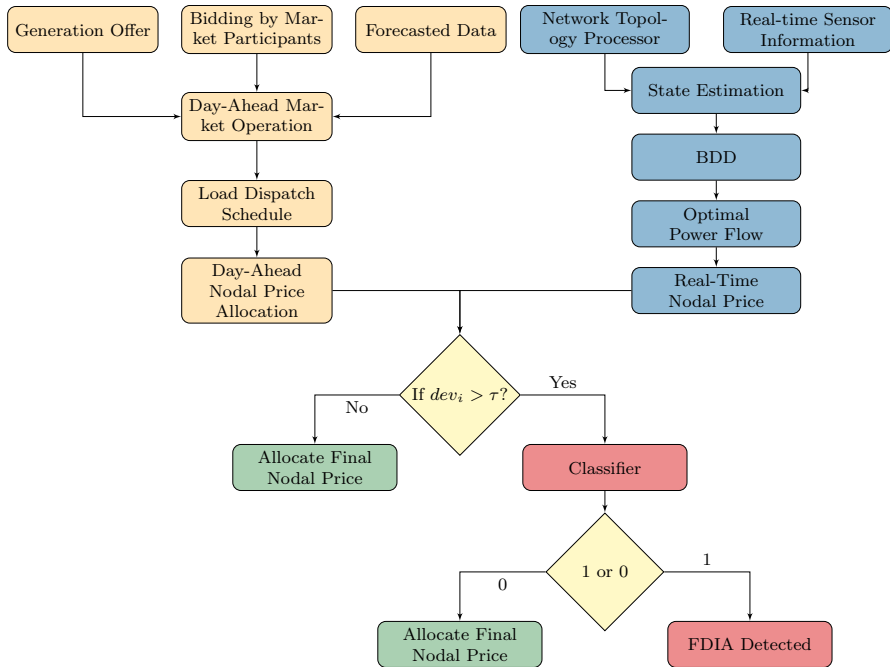 Generation Offer
Bidding by Mar-
ket Participants
Forecasted Data
Network Topol-
ogy Processor
Real-time Sensor
Information
Day-Ahead Mar-
ket Operation
State Estimation
BDD
Load Dispatch
Schedule
Optimal
Power Flow
Day-Ahead
Nodal Price
Allocation
Real-Time
Nodal Price
If dev_i > τ?
No
Yes
Allocate Final
Nodal Price
Classifier
1 or 0
0
1
Allocate Final
Nodal Price
FDIA Detected